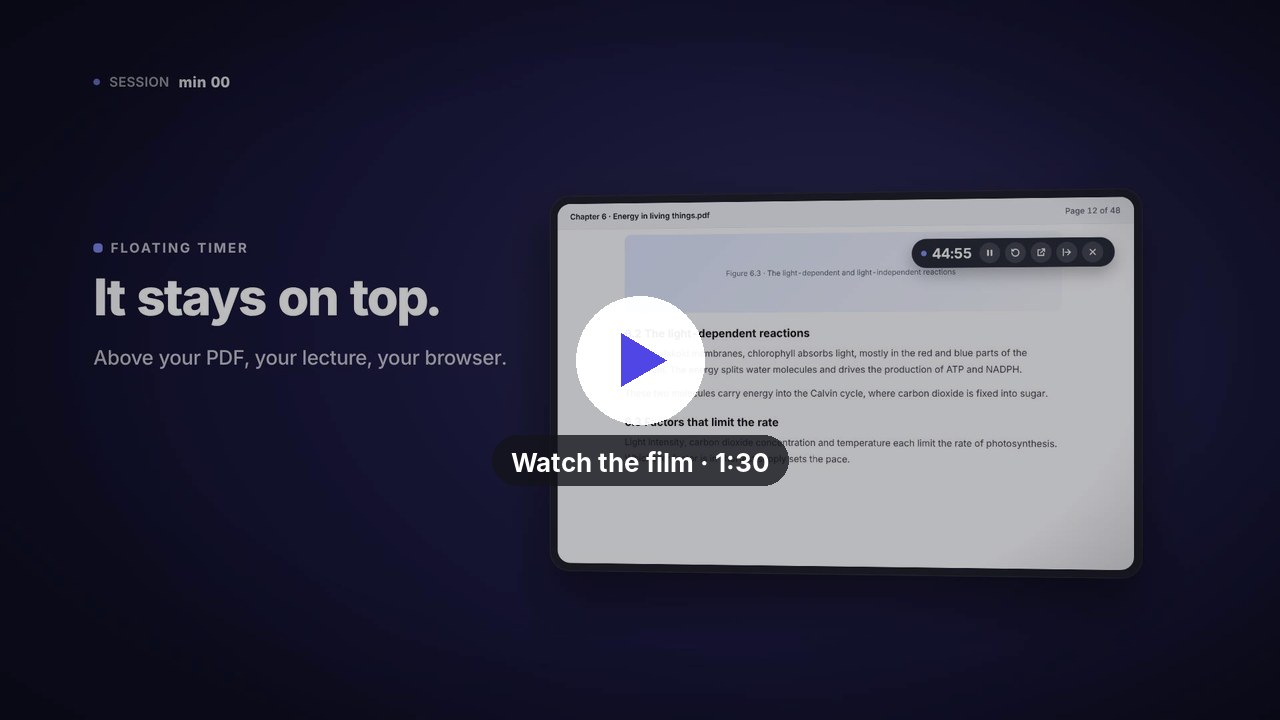 SESSION min 00
FLOATING TIMER
It stays on top.
Above your PDF, your lecture, your browser.
Chapter 6 · Energy in living things.pdf
Page 12 of 48
44:55
Figure 6.3 · The light-dependent and light-independent reactions
The light-dependent reactions
chlorophyll absorbs light, mostly in the red and blue parts of the
splits water molecules and drives the production of ATP and NADPH.
carry energy into the Calvin cycle, where carbon dioxide is fixed into sugar.
that limit the rate
Light intensity, carbon dioxide concentration and temperature each limit the rate of photosynthesis.
sets the pace.
Watch the film · 1:30